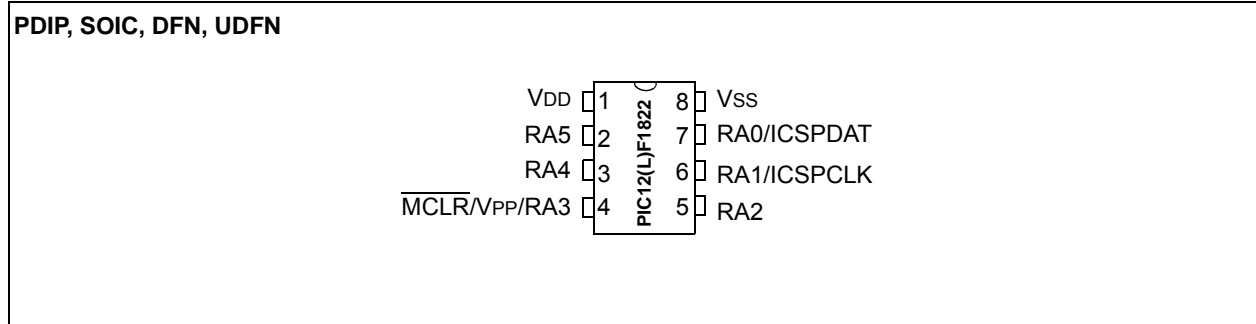 PDIP, SOIC, DFN, UDFN
VDD 1 8 VSS
RA5 2 7 RA0/ICSPDAT
RA4 3 6 RA1/ICSPCLK
MCLR/VPP/RA3 4 5 RA2
PIC12(L)F1822